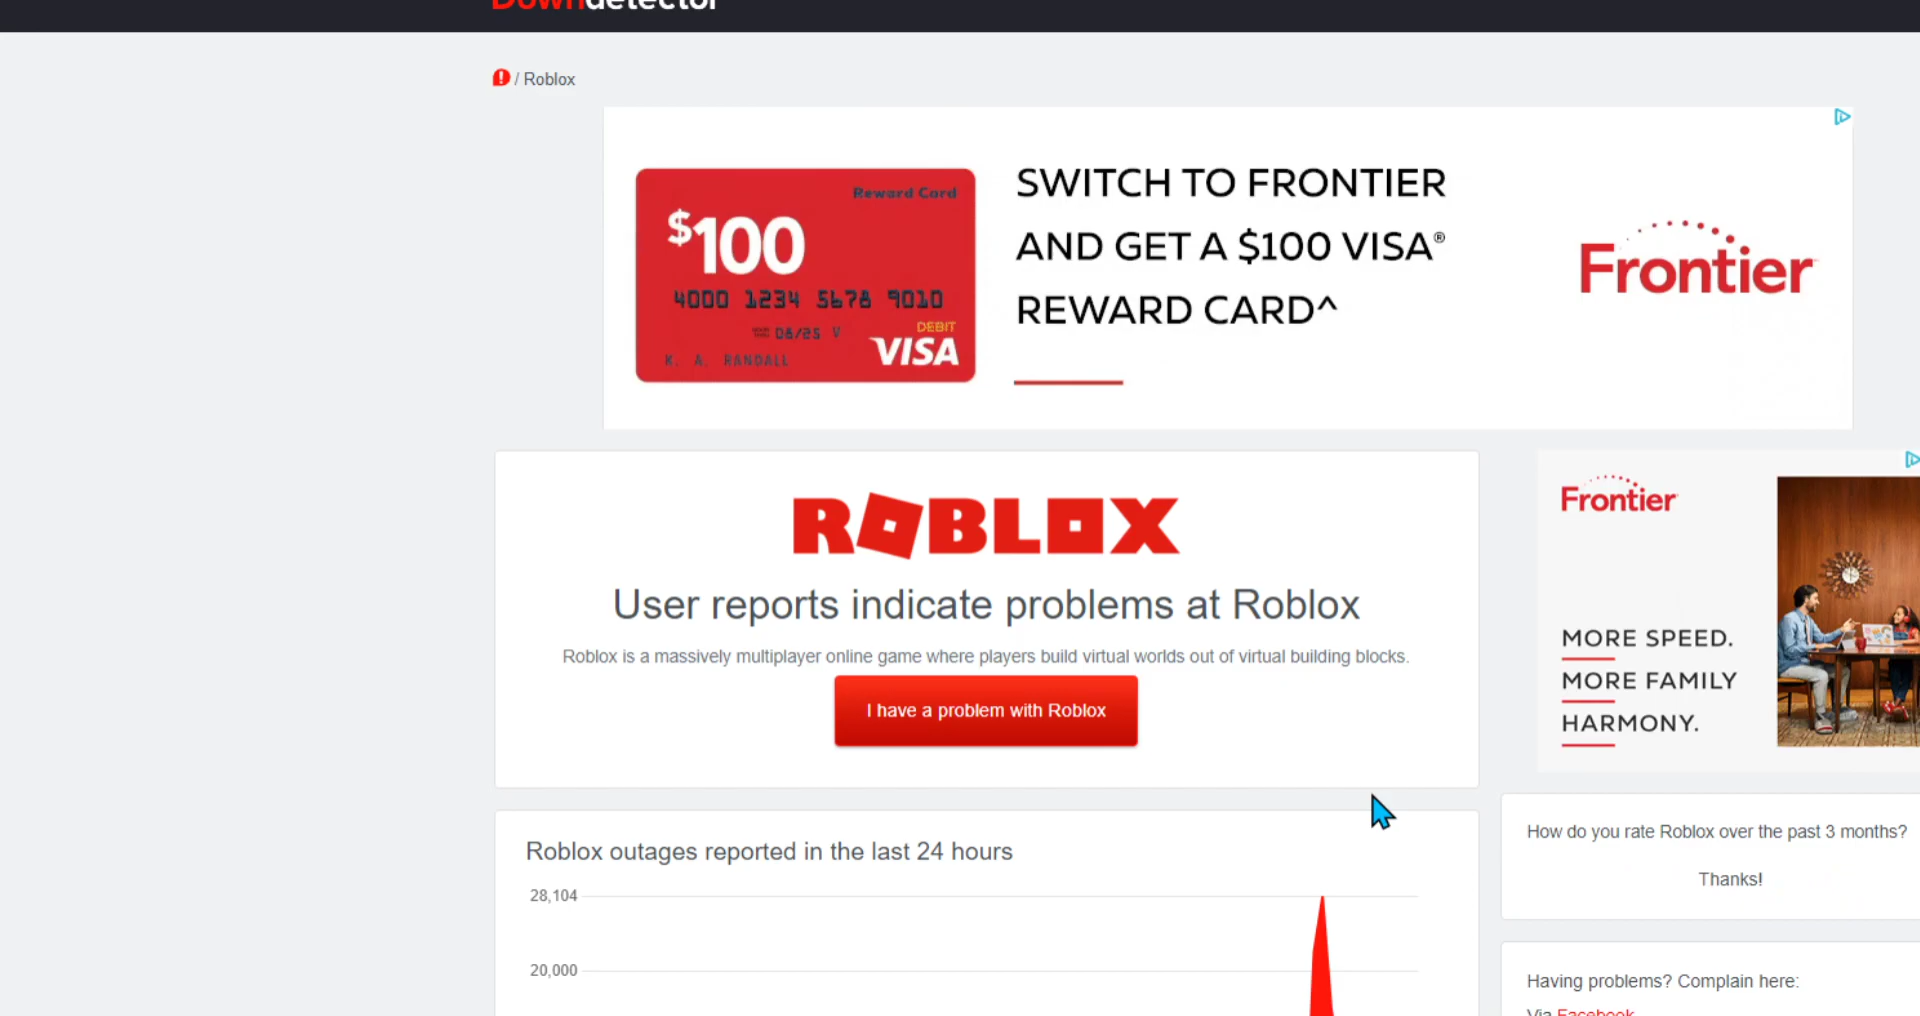 Downdetector
/ Roblox
Reward Card
$100
4000 1234 5678 9010
08/25 V
DEBIT
VISA
K. A. RANDALL
SWITCH TO FRONTIER
AND GET A $100 VISA®
REWARD CARD^
Frontier
ROBLOX
User reports indicate problems at Roblox
Roblox is a massively multiplayer online game where players build virtual worlds out of virtual building blocks.
I have a problem with Roblox
Frontier
MORE SPEED.
MORE FAMILY
HARMONY.
Roblox outages reported in the last 24 hours
28,104
20,000
How do you rate Roblox over the past 3 months?
Thanks!
Having problems? Complain here:
Via Facebook